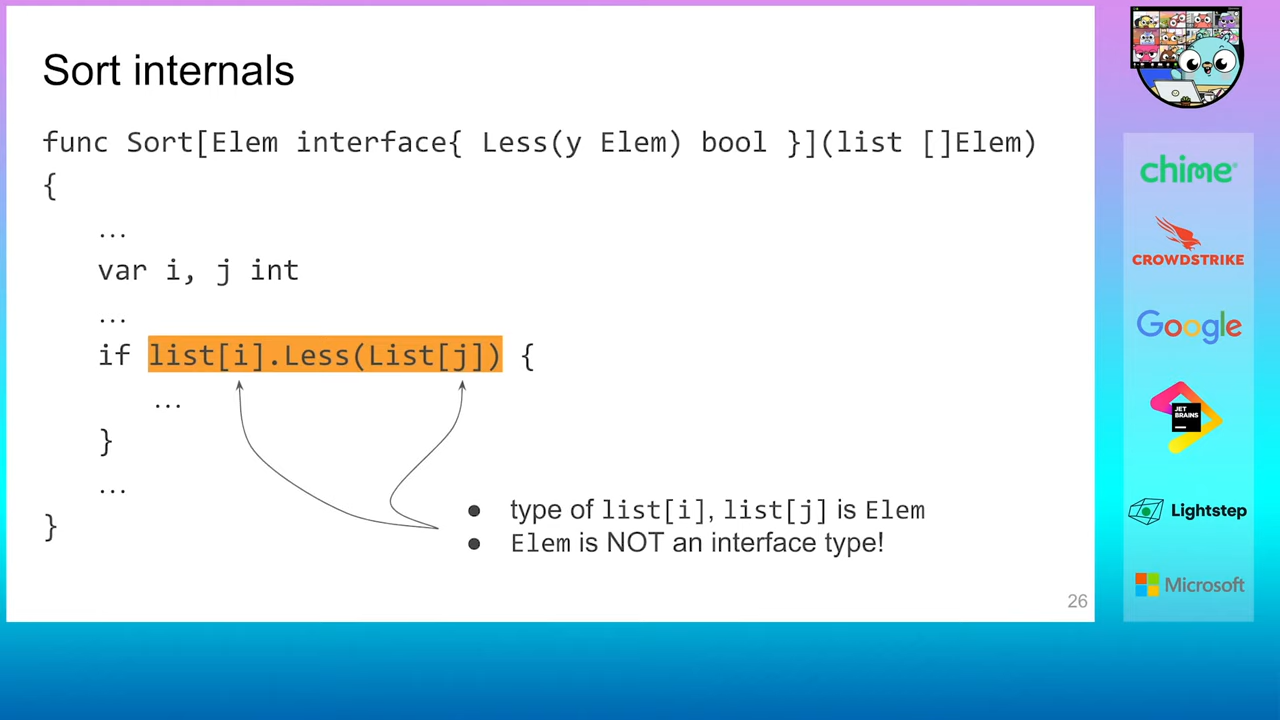 Sort internals
func Sort[Elem interface{ Less(y Elem) bool }](list []Elem)
{
…
var i, j int
…
if list[i].Less(List[j]) {
…
}
…
}
● type of list[i], list[j] is Elem
● Elem is NOT an interface type!
26
chime®
CROWDSTRIKE
Google
JET
BRAINS
Lightstep
Microsoft